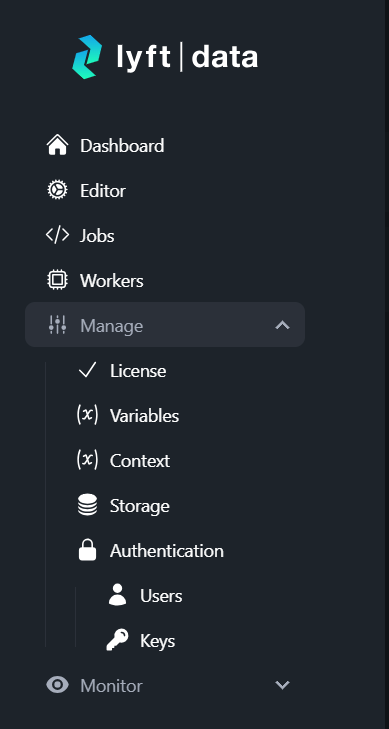 lyft | data
Dashboard
Editor
Jobs
Workers
Manage
License
(x) Variables
(x) Context
Storage
Authentication
Users
Keys
Monitor